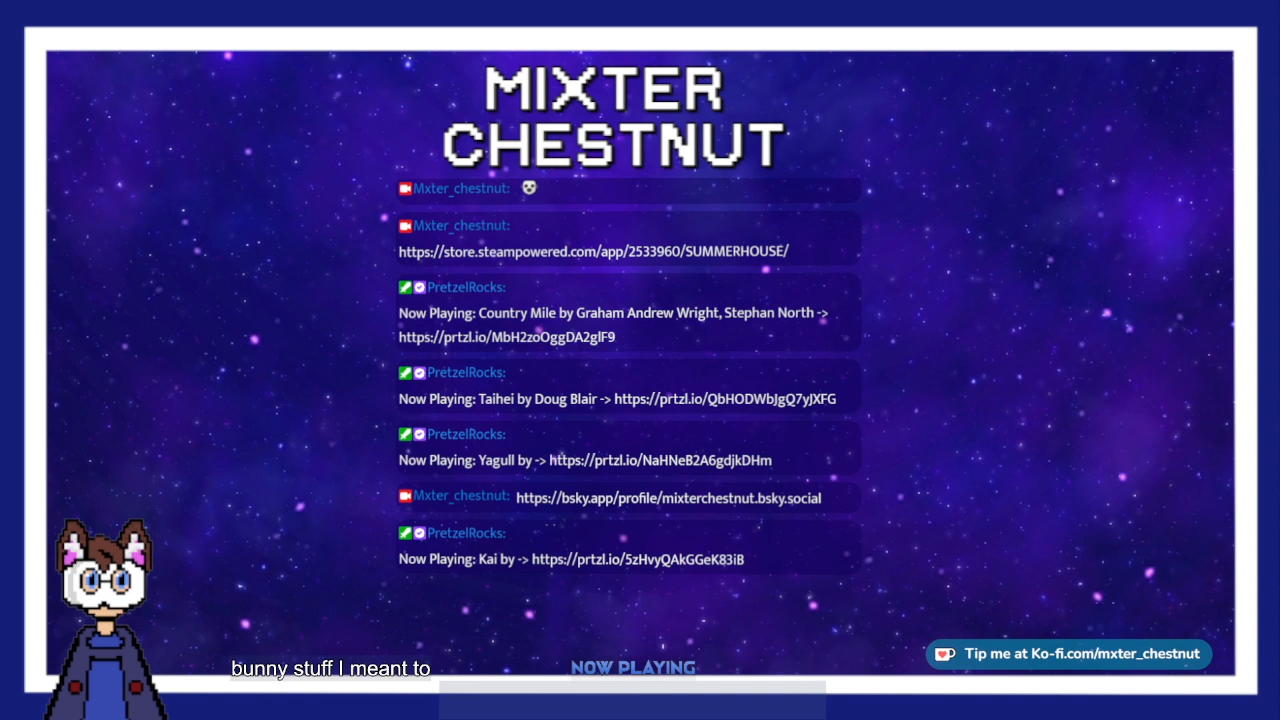 MIXTER
CHESTNUT
Mxter_chestnut:
Mxter_chestnut:
https://store.steampowered.com/app/2533960/SUMMERHOUSE/
PretzelRocks:
Now Playing: Country Mile by Graham Andrew Wright, Stephan North ->
https://prtzl.io/MbH2zoOggDA2glF9
PretzelRocks:
Now Playing: Taihei by Doug Blair -> https://prtzl.io/QbHODWbJgQ7yJXFG
PretzelRocks:
Now Playing: Yagull by -> https://prtzl.io/NaHNeB2A6gdjkDHm
Mxter_chestnut: https://bsky.app/profile/mixterchestnut.bsky.social
PretzelRocks:
Now Playing: Kai by -> https://prtzl.io/5zHvyQAkGGeK83iB
Tip me at Ko-fi.com/mxter_chestnut
bunny stuff I meant to
NOW PLAYING